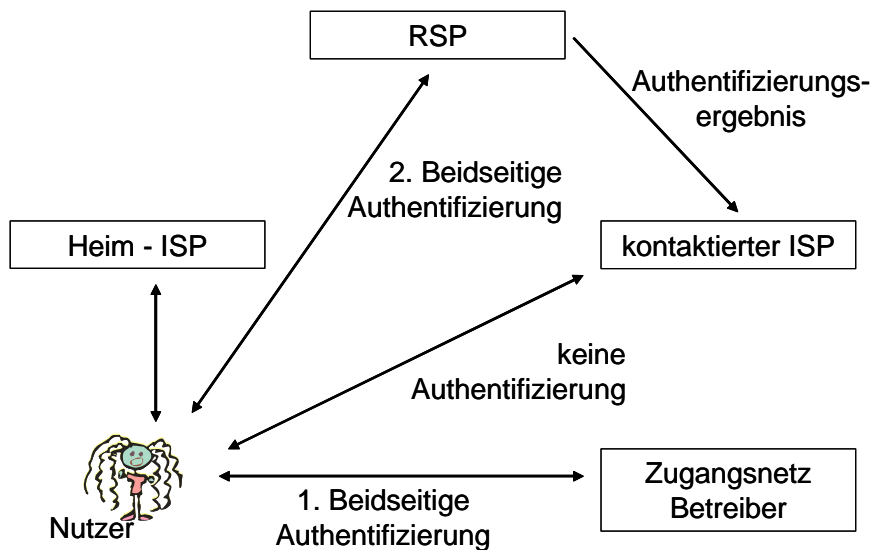 RSP
Authentifizierungs-
ergebnis
2. Beidseitige
Authentifizierung
Heim - ISP
kontaktierter ISP
keine
Authentifizierung
Zugangsnetz
Betreiber
1. Beidseitige
Authentifizierung
Nutzer